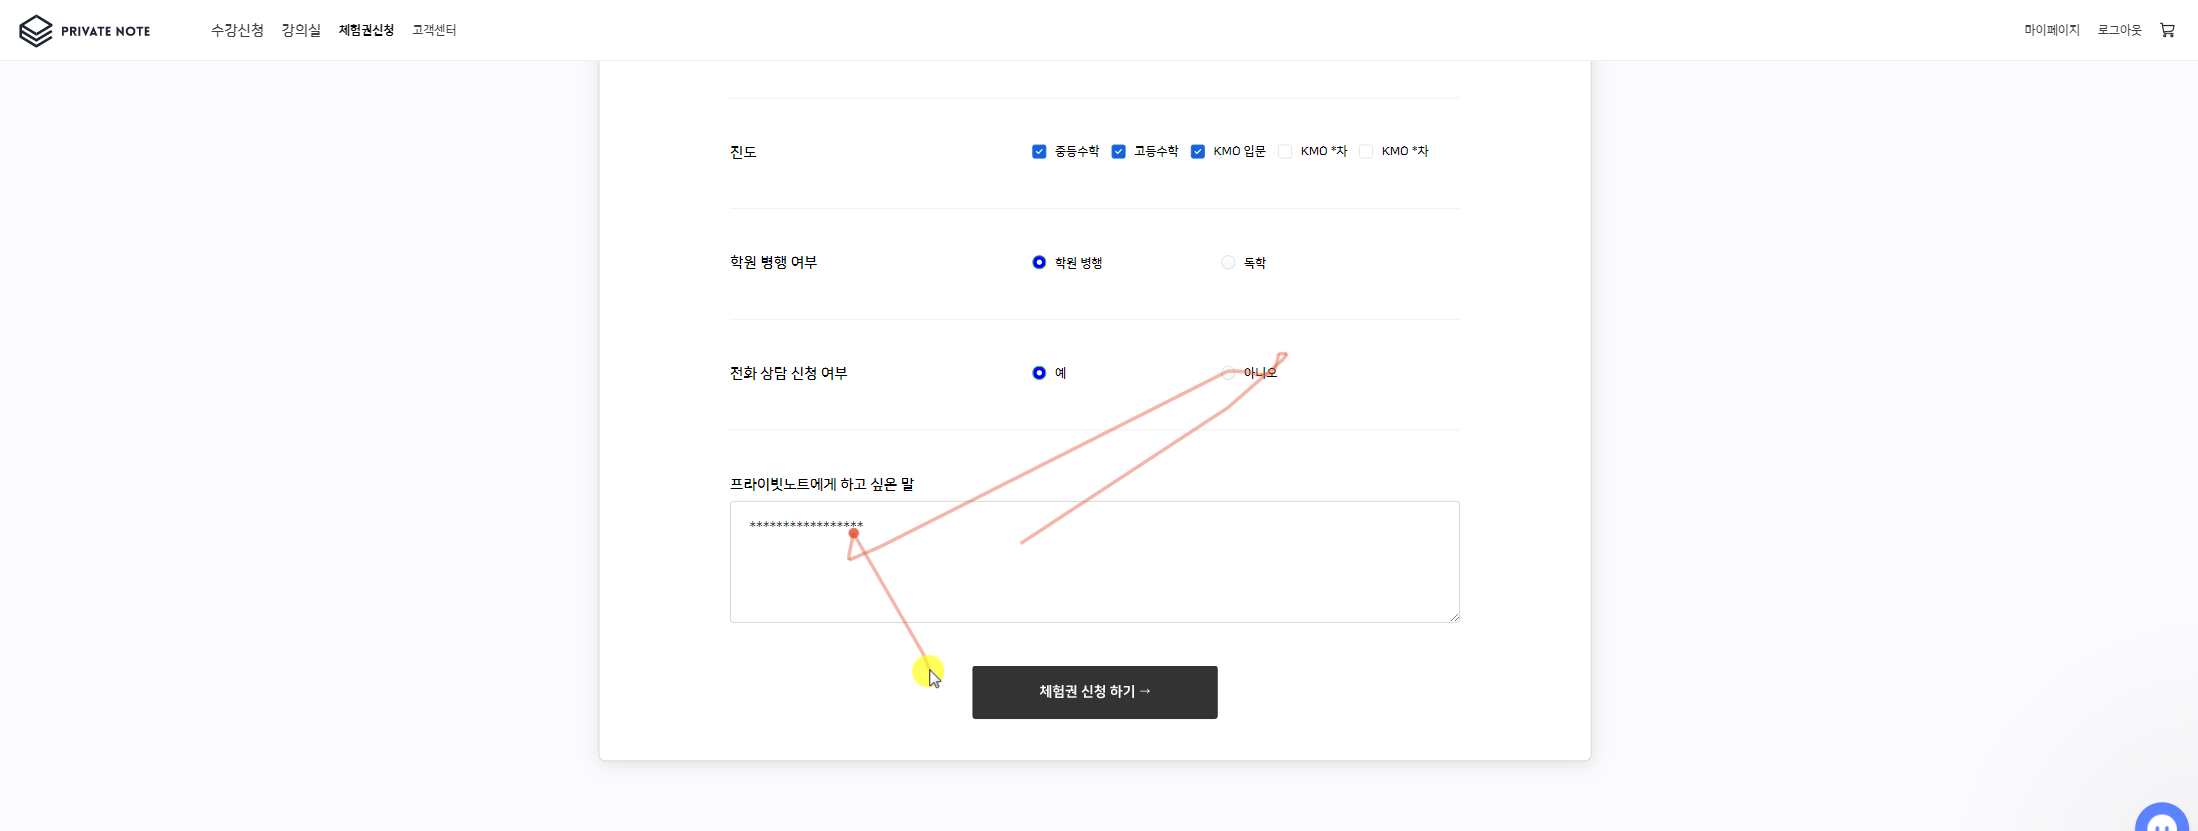 PRIVATE NOTE 수강신청 강의실 체험권신청 고객센터 마이페이지 로그아웃
진도 중등수학 고등수학 KMO 입문 KMO *차 KMO *차
학원 병행 여부 학원 병행 독학
전화 상담 신청 여부 예 아니오
프라이빗노트에게 하고 싶은 말
*****************
체험권 신청 하기 →